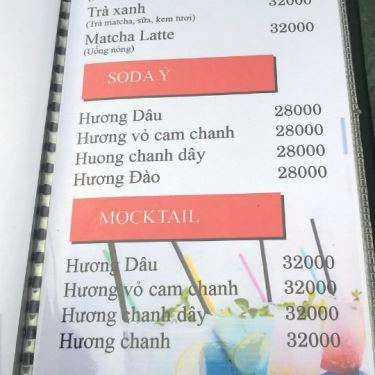 Trà xanh 32000
(Trà matcha, sữa, kem tươi)
Matcha Latte 32000
(Uống nóng)
SODA Ý
Hương Dâu 28000
Hương vỏ cam chanh 28000
Huong chanh dây 28000
Hương Đào 28000
MOCKTAIL
Hương Dâu 32000
Hương vỏ cam chanh 32000
Hương chanh dây 32000
Hương chanh 32000